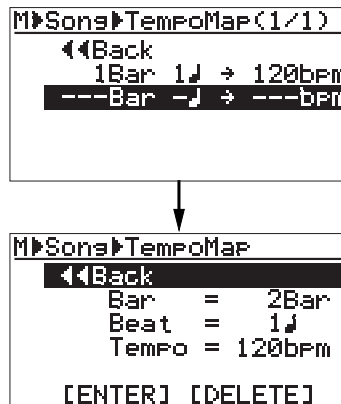 M▶Song▶TempoMap(1/1)
◀◀Back
1Bar 1♩ → 120bpm
---Bar -♩ → ---bpm
M▶Song▶TempoMap
◀◀Back
Bar = 2Bar
Beat = 1♩
Tempo = 120bpm
[ENTER] [DELETE]